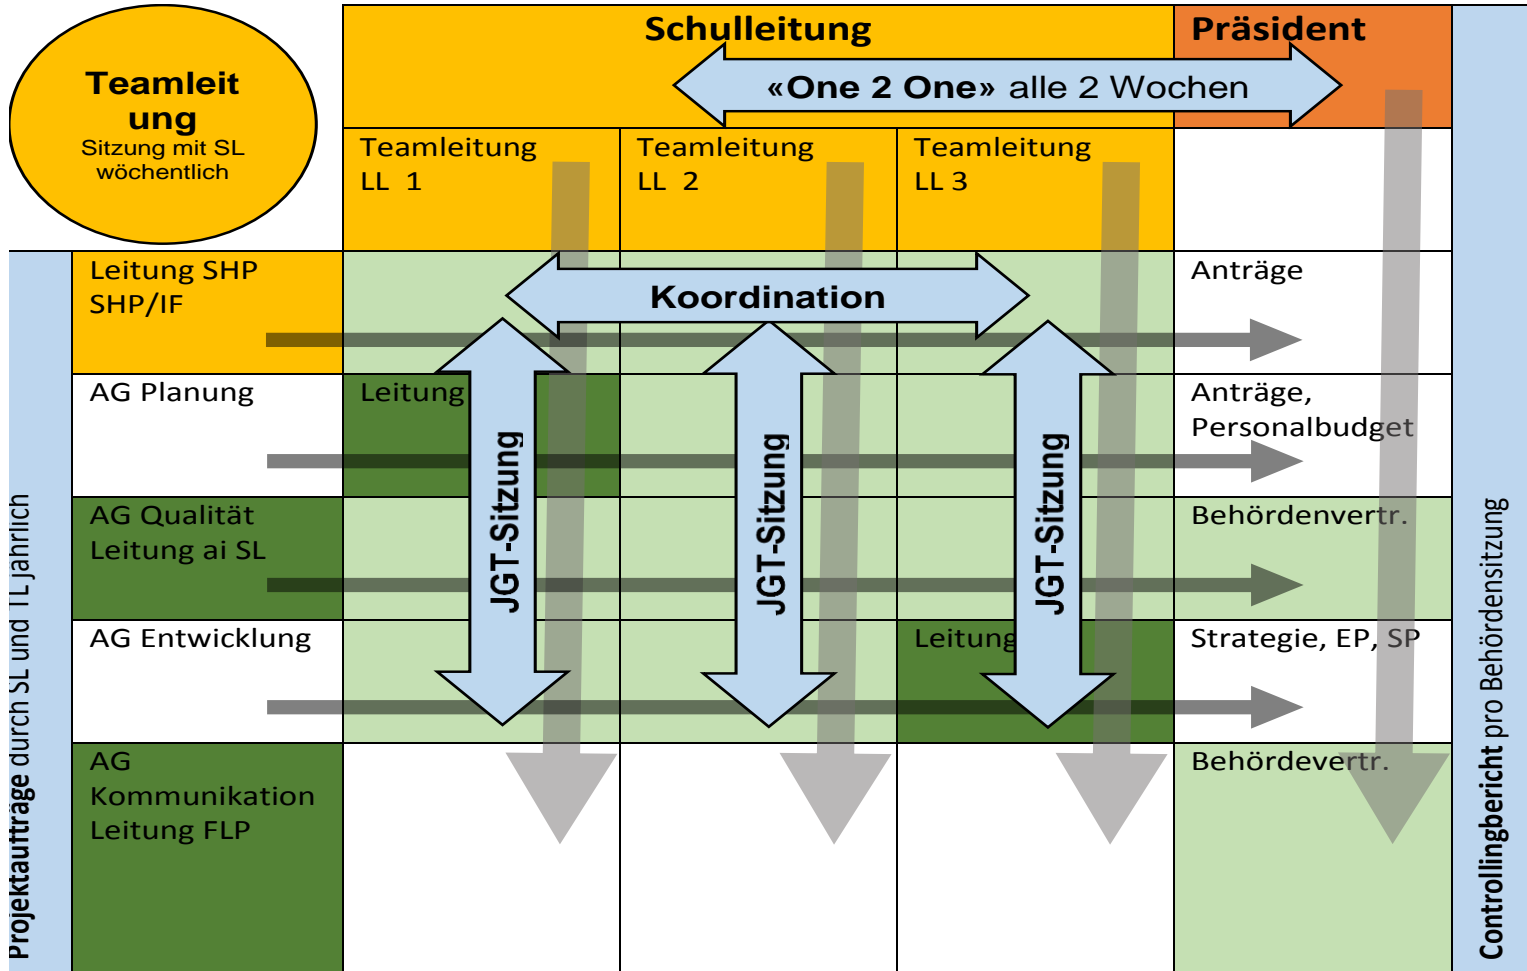 Teamleit
ung
Sitzung mit SL
wöchentlich
Schulleitung
Präsident
«One 2 One» alle 2 Wochen
Teamleitung
LL 1
Teamleitung
LL 2
Teamleitung
LL 3
Leitung SHP
SHP/IF
Koordination
Anträge
AG Planung
Leitung
Anträge,
Personalbudget
AG Qualität
Leitung ai SL
Behördenvertr.
JGT-Sitzung
JGT-Sitzung
JGT-Sitzung
AG Entwicklung
Leitung
Strategie, EP, SP
AG
Kommunikation
Leitung FLP
Behördevertr.
Projektaufträge durch SL und TL jährlich
Controllingbericht pro Behördensitzung